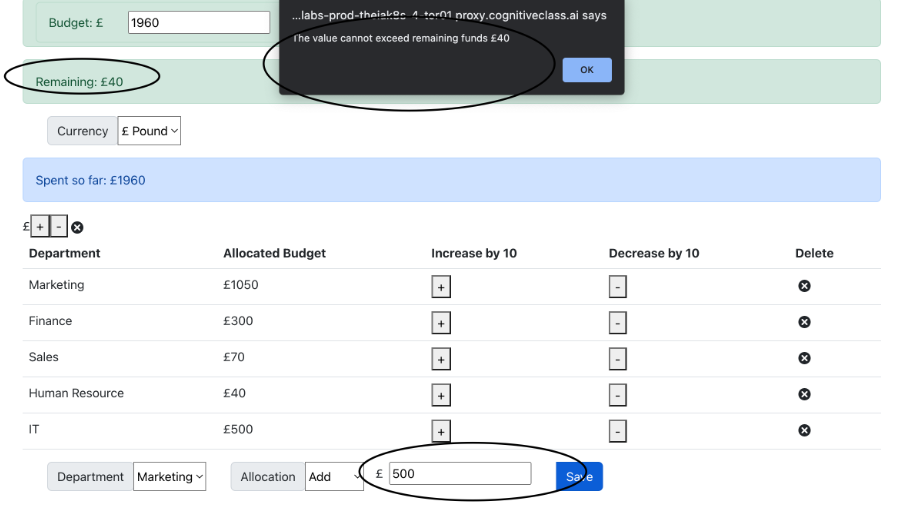 ...labs-prod-theiak8s-4-tor01.proxy.cognitiveclass.ai says
The value cannot exceed remaining funds £40
OK
Budget: £ 1960
Remaining: £40
Currency £ Pound
Spent so far: £1960
£ + -
Department Allocated Budget Increase by 10 Decrease by 10 Delete
Marketing £1050 + -
Finance £300 + -
Sales £70 + -
Human Resource £40 + -
IT £500 + -
Department Marketing Allocation Add £ 500 Save